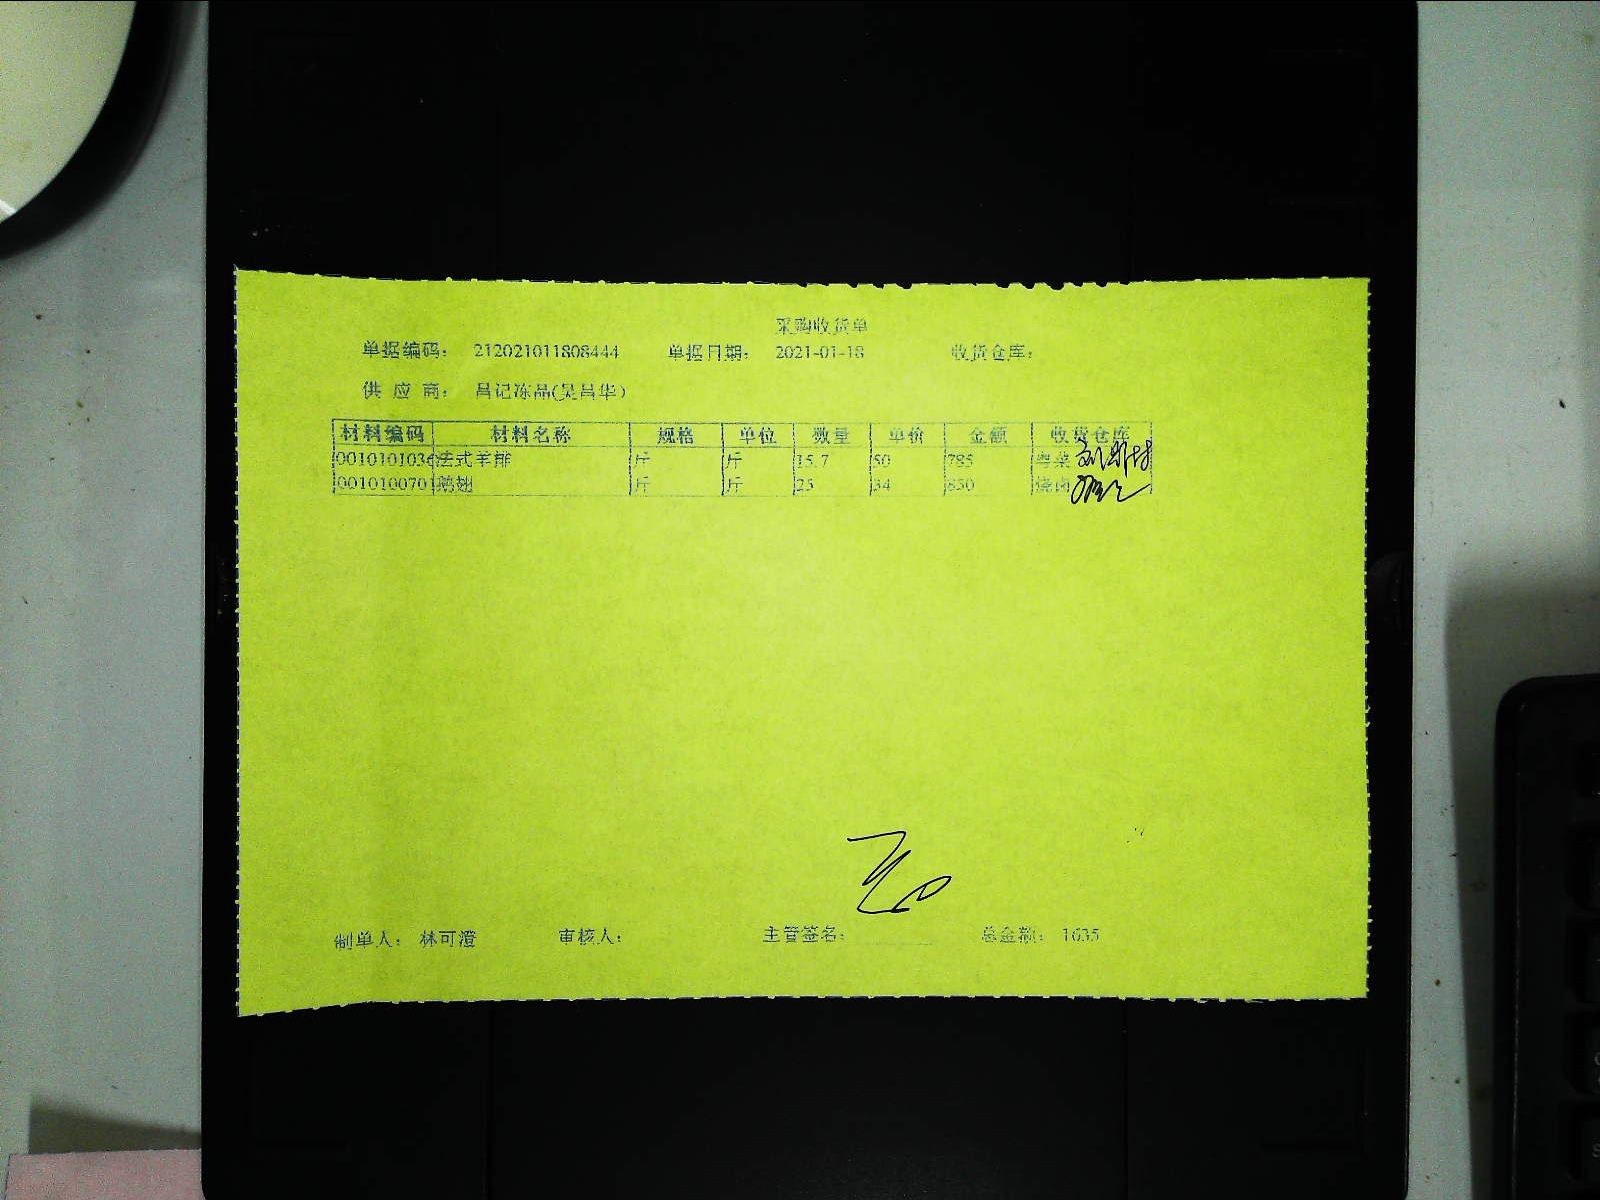 采购收货单
单据编码： 212021011808444 单据日期： 2021-01-18 收货仓库：
供 应 商： 昌记冻品(吴昌华)
材料编码 材料名称 规格 单位 数量 单价 金额 收货仓库
001010103 法式羊排 斤 斤 15.7 50 785 粤菜
0010100701 鹅翅 斤 斤 25 34 850 烧卤
制单人： 林可澄 审核人： 主管签名： 总金额： 1635